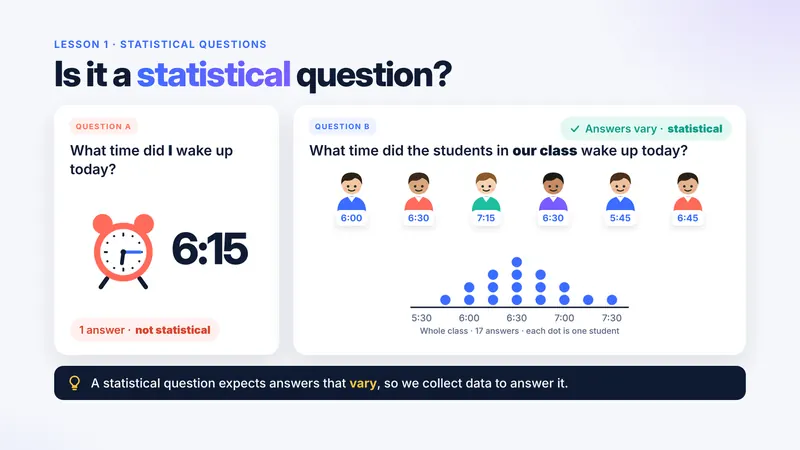 LESSON 1 · STATISTICAL QUESTIONS
Is it a statistical question?
QUESTION A
What time did I wake up
today?
6:15
1 answer · not statistical
QUESTION B
Answers vary · statistical
What time did the students in our class wake up today?
6:00 6:30 7:15 6:30 5:45 6:45
5:30 6:00 6:30 7:00 7:30
Whole class · 17 answers · each dot is one student
A statistical question expects answers that vary, so we collect data to answer it.